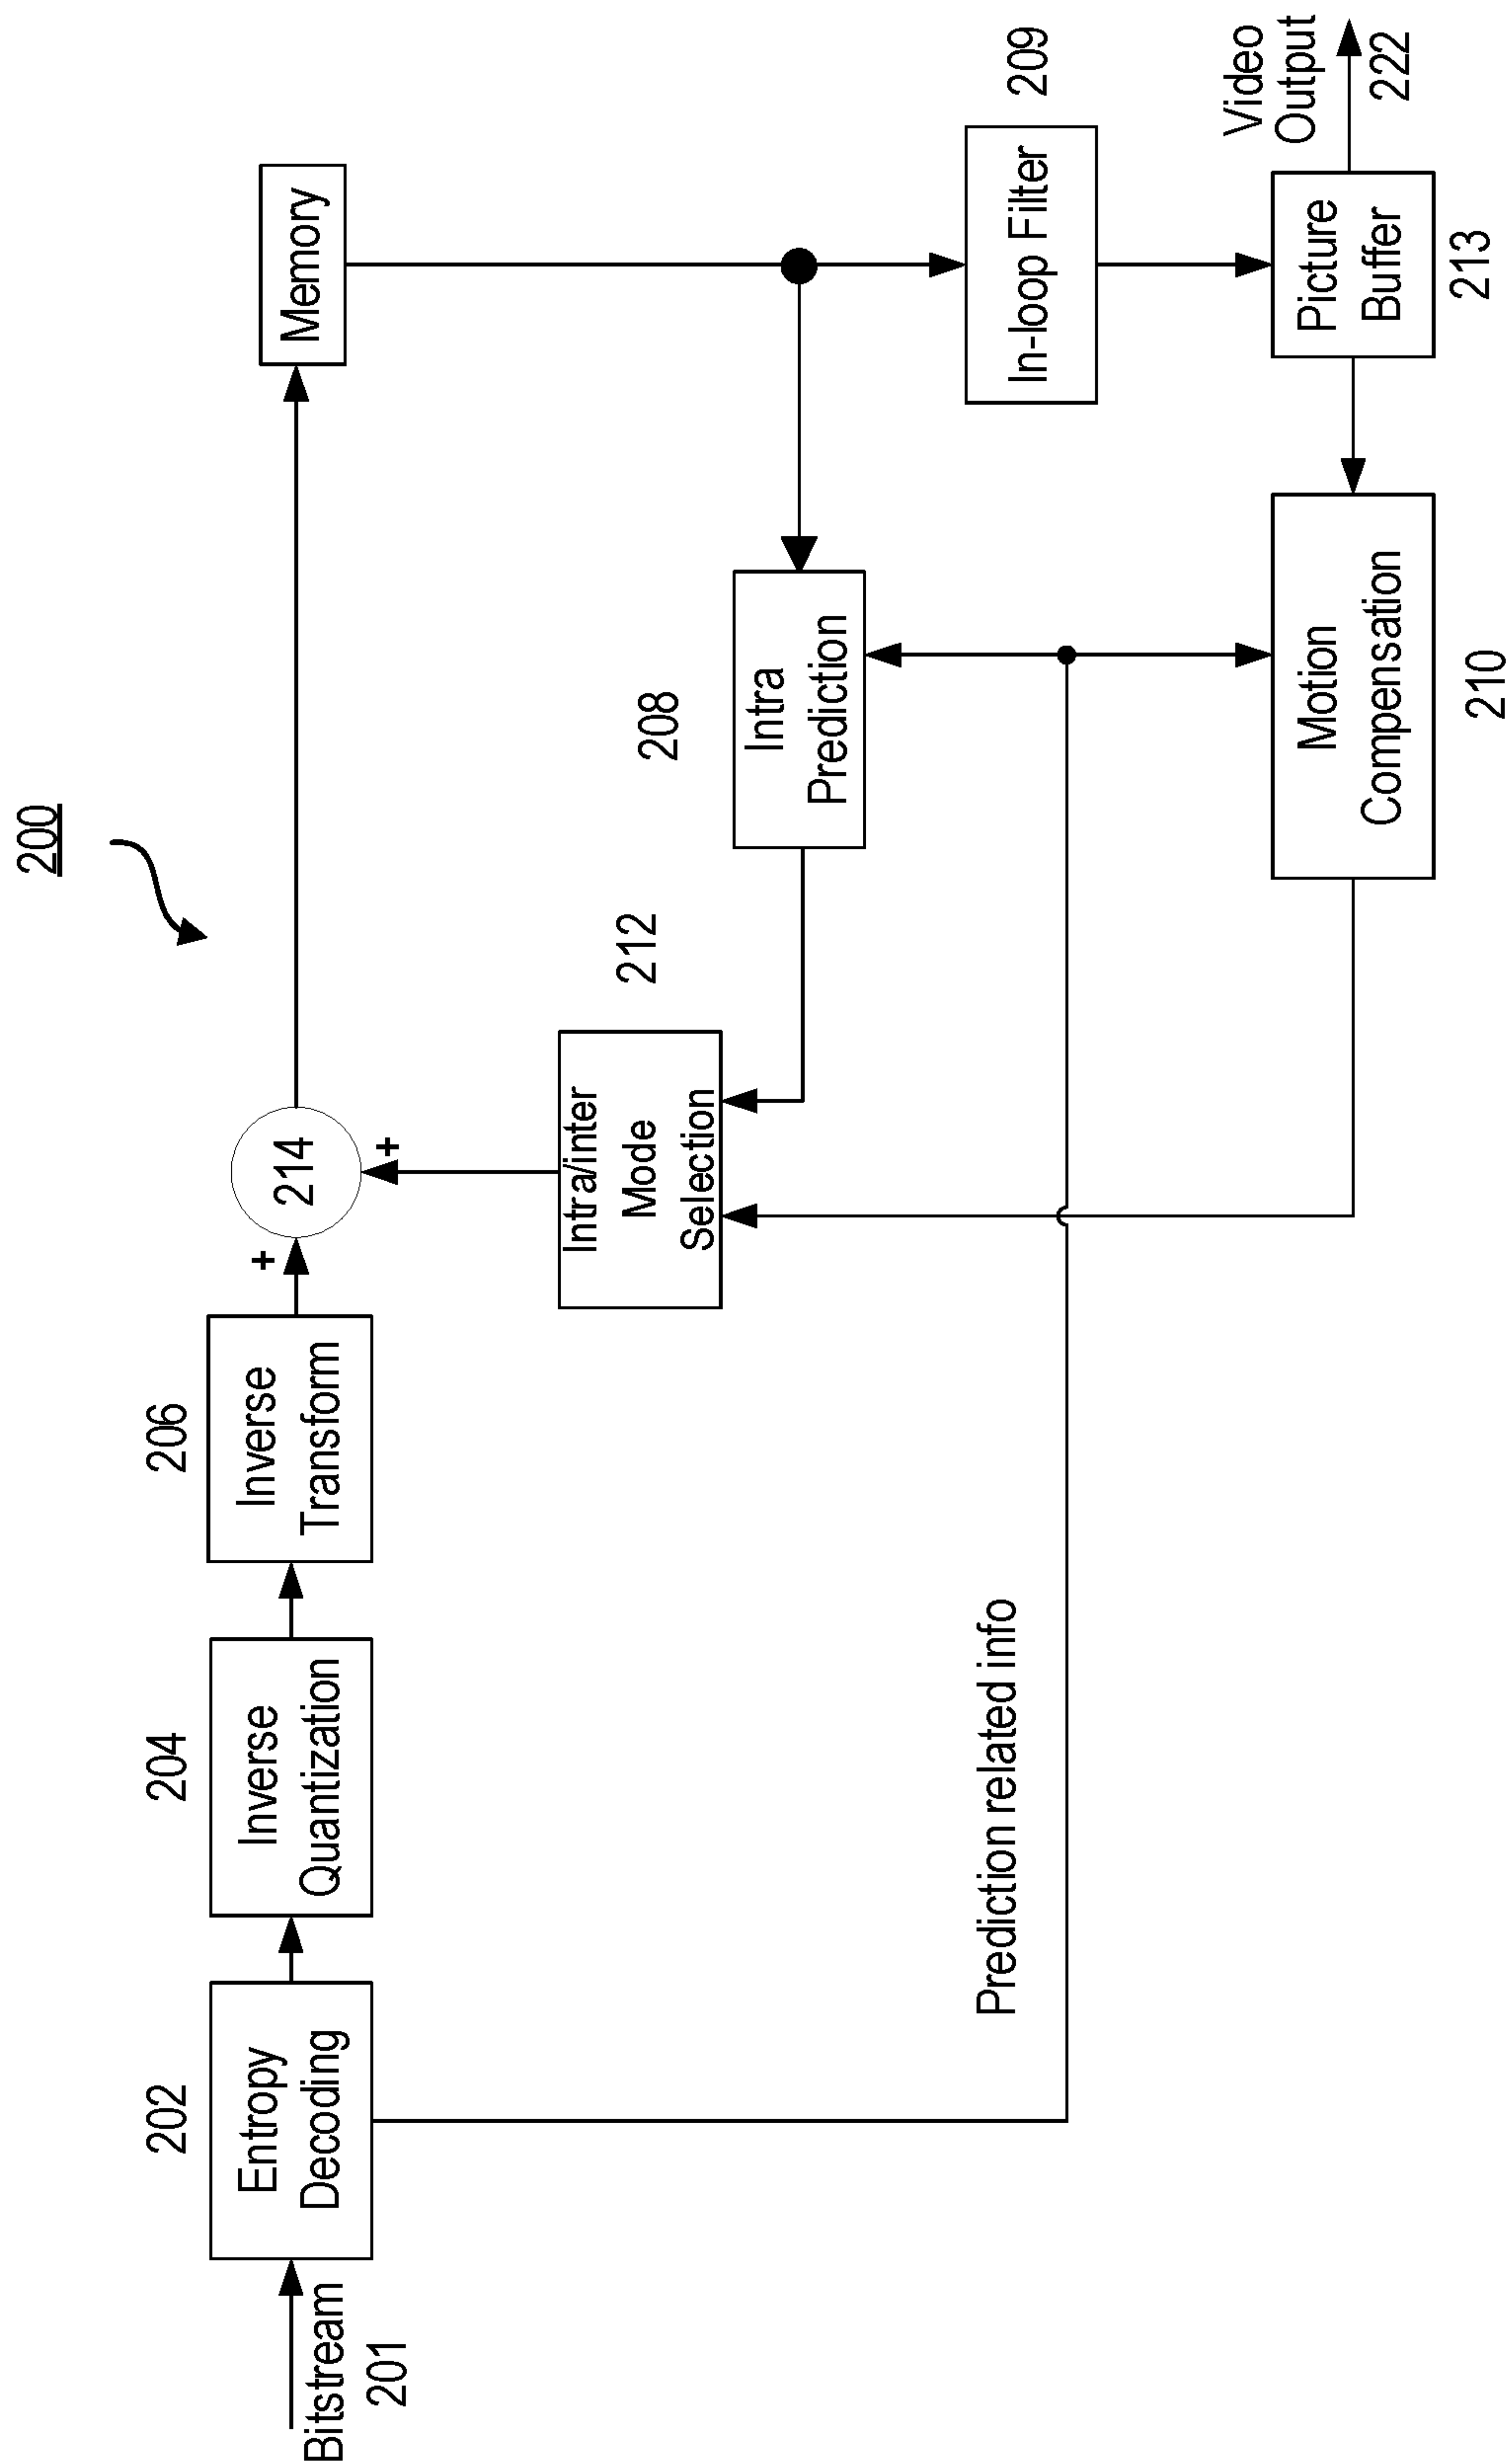 200
202
204
206
Entropy
Decoding
Inverse
Quantization
Inverse
Transform
+
214
+
Memory
Bitstream
201
Intra/inter
Mode
Selection
212
208
Intra
Prediction
Prediction related info
In-loop Filter
209
Motion
Compensation
210
Picture
Buffer
213
Video
Output
222